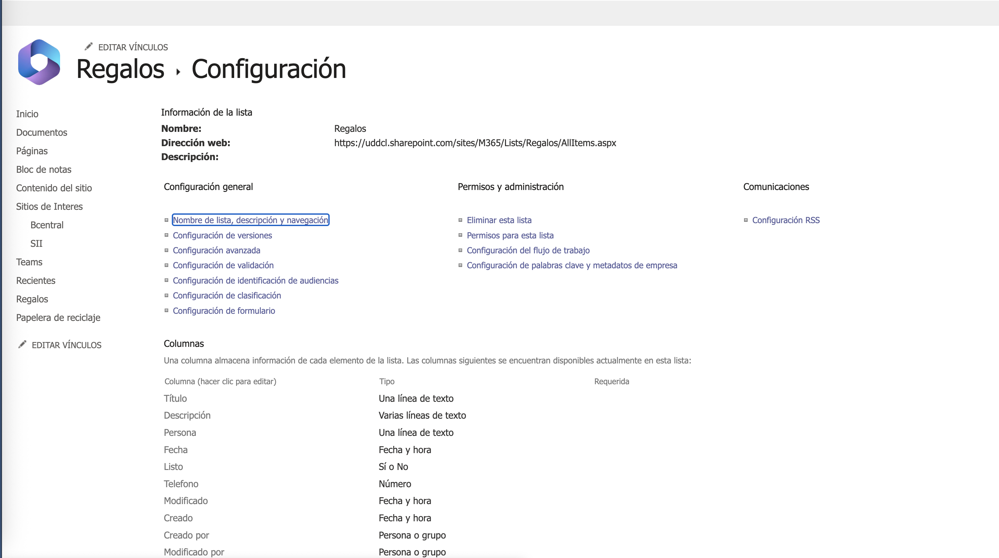 EDITAR VÍNCULOS
Regalos ▸ Configuración
Inicio
Documentos
Páginas
Bloc de notas
Contenido del sitio
Sitios de Interes
Bcentral
SII
Teams
Recientes
Regalos
Papelera de reciclaje
EDITAR VÍNCULOS
Información de la lista
Nombre: Regalos
Dirección web: https://uddcl.sharepoint.com/sites/M365/Lists/Regalos/AllItems.aspx
Descripción:
Configuración general
Nombre de lista, descripción y navegación
Configuración de versiones
Configuración avanzada
Configuración de validación
Configuración de identificación de audiencias
Configuración de clasificación
Configuración de formulario
Permisos y administración
Eliminar esta lista
Permisos para esta lista
Configuración del flujo de trabajo
Configuración de palabras clave y metadatos de empresa
Comunicaciones
Configuración RSS
Columnas
Una columna almacena información de cada elemento de la lista. Las columnas siguientes se encuentran disponibles actualmente en esta lista:
Columna (hacer clic para editar) Tipo Requerida
Título Una línea de texto
Descripción Varias líneas de texto
Persona Una línea de texto
Fecha Fecha y hora
Listo Sí o No
Telefono Número
Modificado Fecha y hora
Creado Fecha y hora
Creado por Persona o grupo
Modificado por Persona o grupo